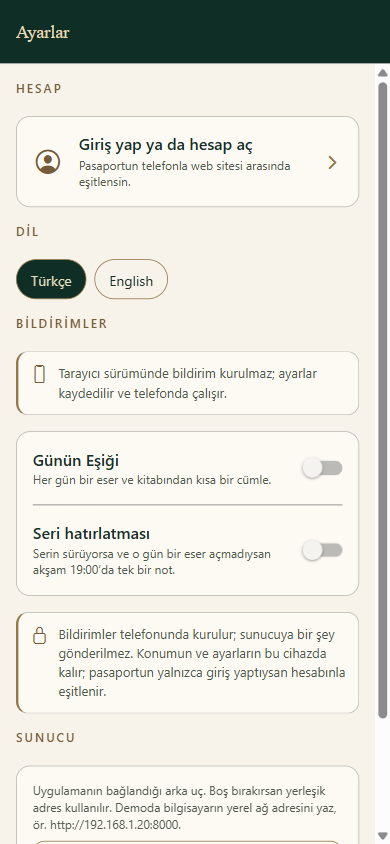 Ayarlar
HESAP
Giriş yap ya da hesap aç
Pasaportun telefonla web sitesi arasında
eşitlensin.
DİL
Türkçe
English
BİLDİRİMLER
Tarayıcı sürümünde bildirim kurulmaz; ayarlar
kaydedilir ve telefonda çalışır.
Günün Eşiği
Her gün bir eser ve kitabından kısa bir cümle.
Seri hatırlatması
Serin sürüyorsa ve o gün bir eser açmadıysan
akşam 19:00'da tek bir not.
Bildirimler telefonunda kurulur; sunucuya bir şey
gönderilmez. Konumun ve ayarların bu cihazda
kalır; pasaportun yalnızca giriş yaptıysan hesabınla
eşitlenir.
SUNUCU
Uygulamanın bağlandığı arka uç. Boş bırakırsan yerleşik
adres kullanılır. Demoda bilgisayarın yerel ağ adresini yaz,
ör. http://192.168.1.20:8000.